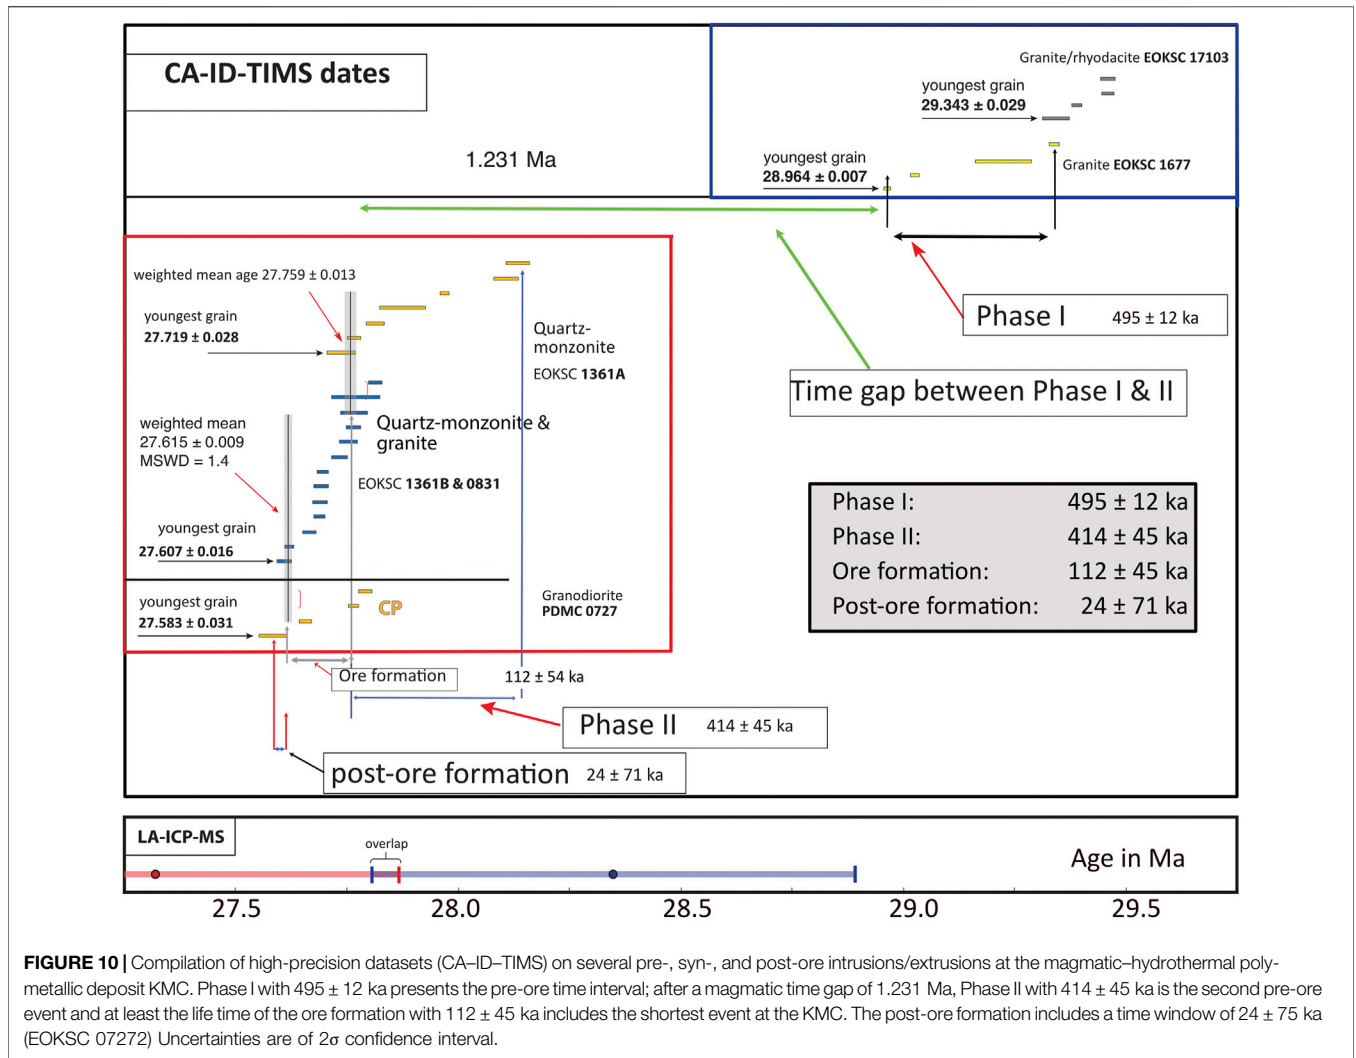 CA-ID-TIMS dates
Granite/rhyodacite EOKSC 17103
youngest grain
29.343 ± 0.029
1.231 Ma
youngest grain
28.964 ± 0.007
Granite EOKSC 1677
weighted mean age 27.759 ± 0.013
youngest grain
27.719 ± 0.028
Quartz-
monzonite
EOKSC 1361A
Phase I 495 ± 12 ka
Time gap between Phase I & II
weighted mean
27.615 ± 0.009
MSWD = 1.4
Quartz-monzonite &
granite
EOKSC 1361B & 0831
youngest grain
27.607 ± 0.016
Phase I: 495 ± 12 ka
Phase II: 414 ± 45 ka
Ore formation: 112 ± 45 ka
Post-ore formation: 24 ± 71 ka
youngest grain
27.583 ± 0.031
CP
Granodiorite
PDMC 0727
Ore formation
112 ± 54 ka
Phase II 414 ± 45 ka
post-ore formation 24 ± 71 ka
LA-ICP-MS
overlap
Age in Ma
27.5 28.0 28.5 29.0 29.5
FIGURE 10 | Compilation of high-precision datasets (CA–ID–TIMS) on several pre-, syn-, and post-ore intrusions/extrusions at the magmatic–hydrothermal poly-
metallic deposit KMC. Phase I with 495 ± 12 ka presents the pre-ore time interval; after a magmatic time gap of 1.231 Ma, Phase II with 414 ± 45 ka is the second pre-ore
event and at least the life time of the ore formation with 112 ± 45 ka includes the shortest event at the KMC. The post-ore formation includes a time window of 24 ± 75 ka
(EOKSC 07272) Uncertainties are of 2σ confidence interval.